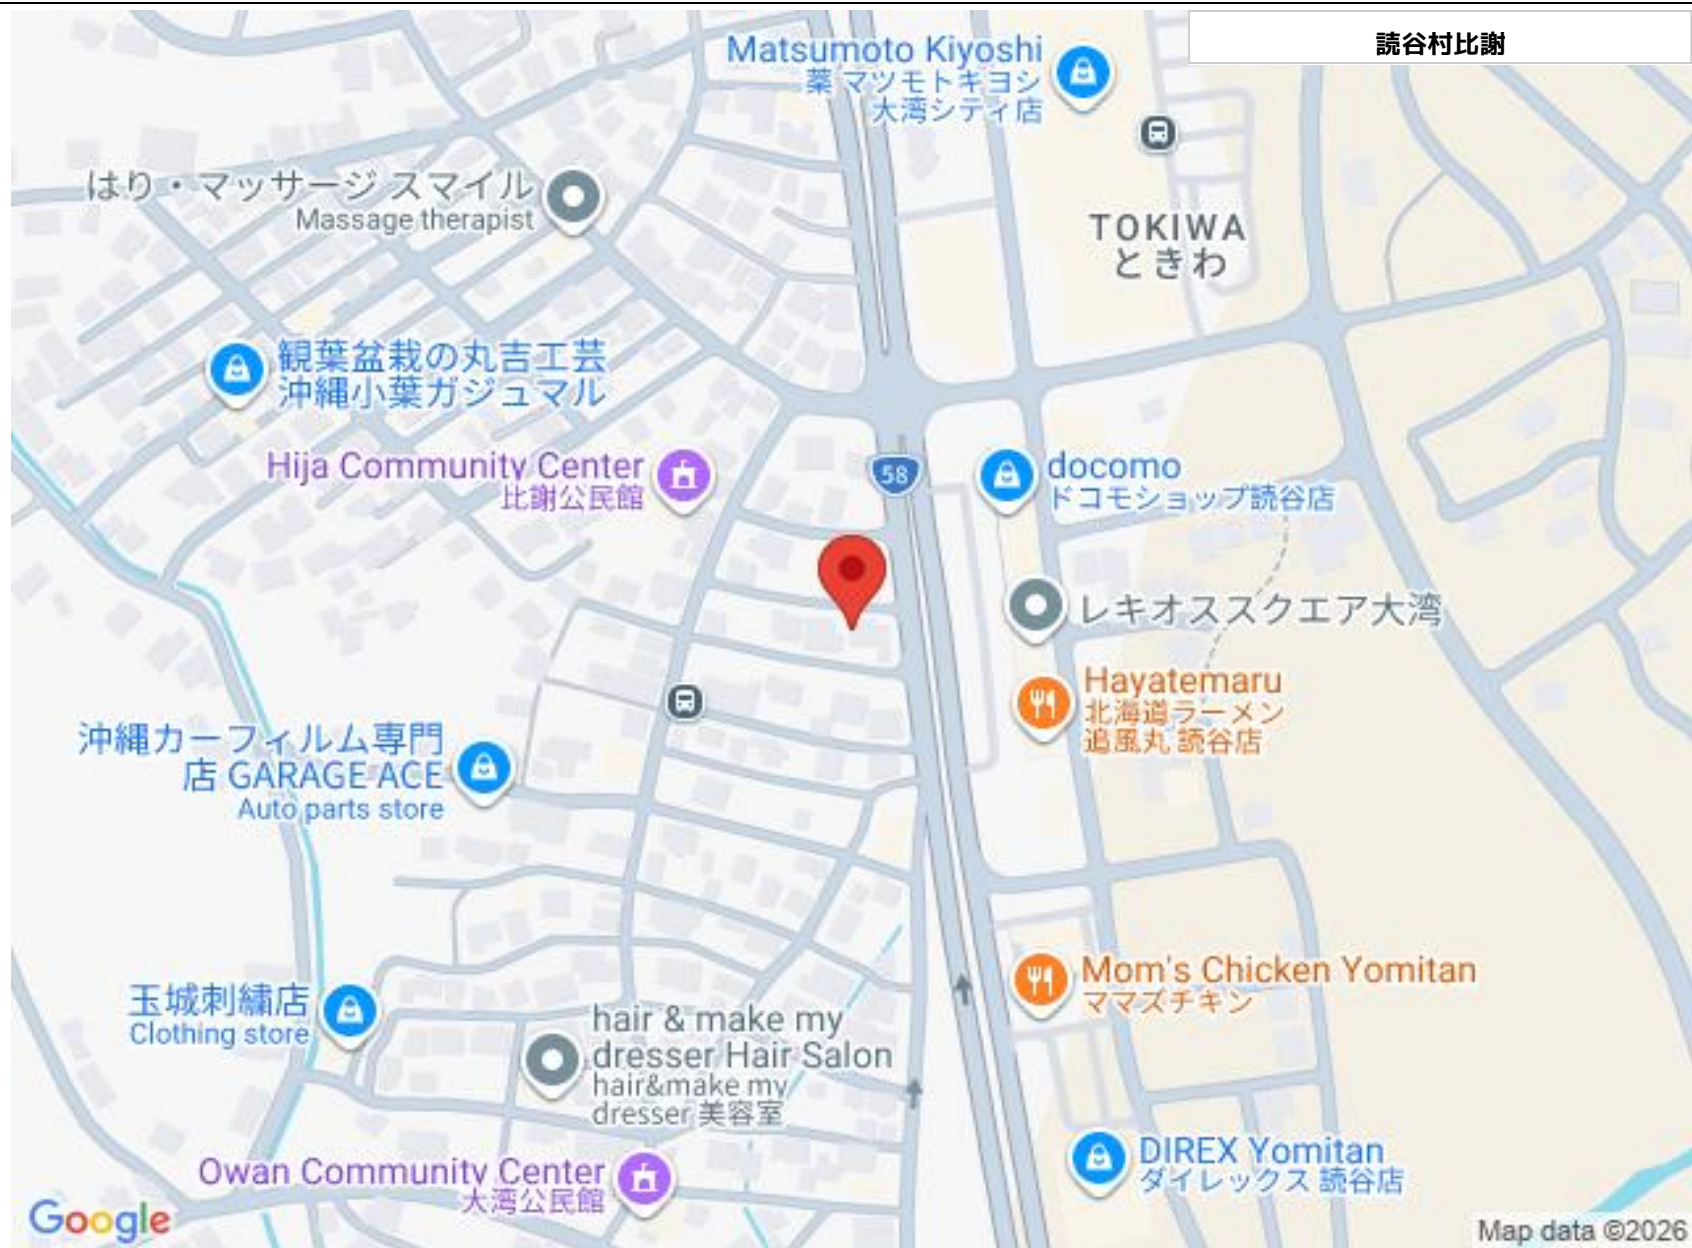 読谷村比謝
Matsumoto Kiyoshi
薬 マツモトキヨシ
大湾シティ店
はり・マッサージ スマイル
Massage therapist
TOKIWA
ときわ
観葉盆栽の丸吉工芸
沖縄小葉ガジュマル
Hija Community Center
比謝公民館
58
docomo
ドコモショップ読谷店
レキオススクエア大湾
Hayatemaru
北海道ラーメン
追風丸 読谷店
沖縄カーフィルム専門
店 GARAGE ACE
Auto parts store
Mom's Chicken Yomitan
ママズチキン
玉城刺繍店
Clothing store
hair & make my
dresser Hair Salon
hair&make my
dresser 美容室
DIREX Yomitan
ダイレックス 読谷店
Owan Community Center
大湾公民館
Google
Map data ©2026